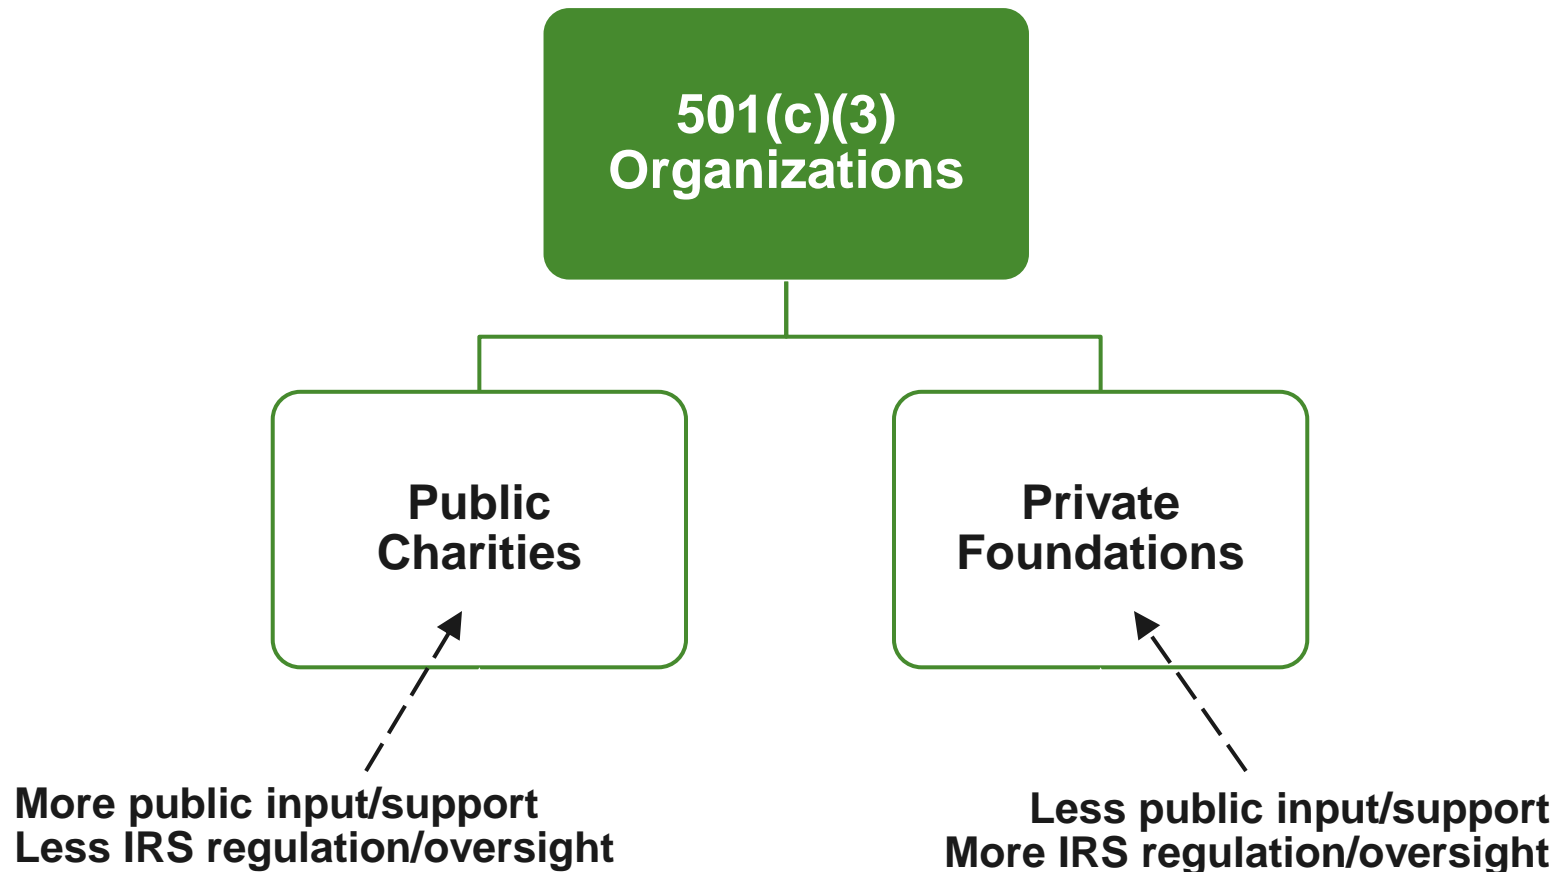 501(c)(3)
Organizations
Public
Charities
Private
Foundations
More public input/support
Less IRS regulation/oversight
Less public input/support
More IRS regulation/oversight